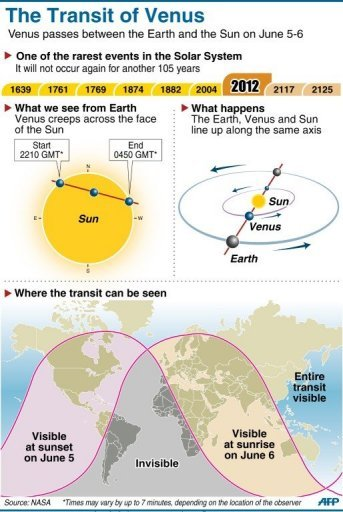 The Transit of Venus
Venus passes between the Earth and the Sun on June 5-6
One of the rarest events in the Solar System
It will not occur again for another 105 years
1639 1761 1769 1874 1882 2004 2012 2117 2125
What we see from Earth
Venus creeps across the face
of the Sun
Start
2210 GMT*
End
0450 GMT*
N
E
Sun
W
S
What happens
The Earth, Venus and Sun
line up along the same axis
Sun
Venus
Earth
Where the transit can be seen
Entire
transit
visible
Visible
at sunset
on June 5
Invisible
Visible
at sunrise
on June 6
Source: NASA *Times may vary by up to 7 minutes, depending on the location of the observer AFP